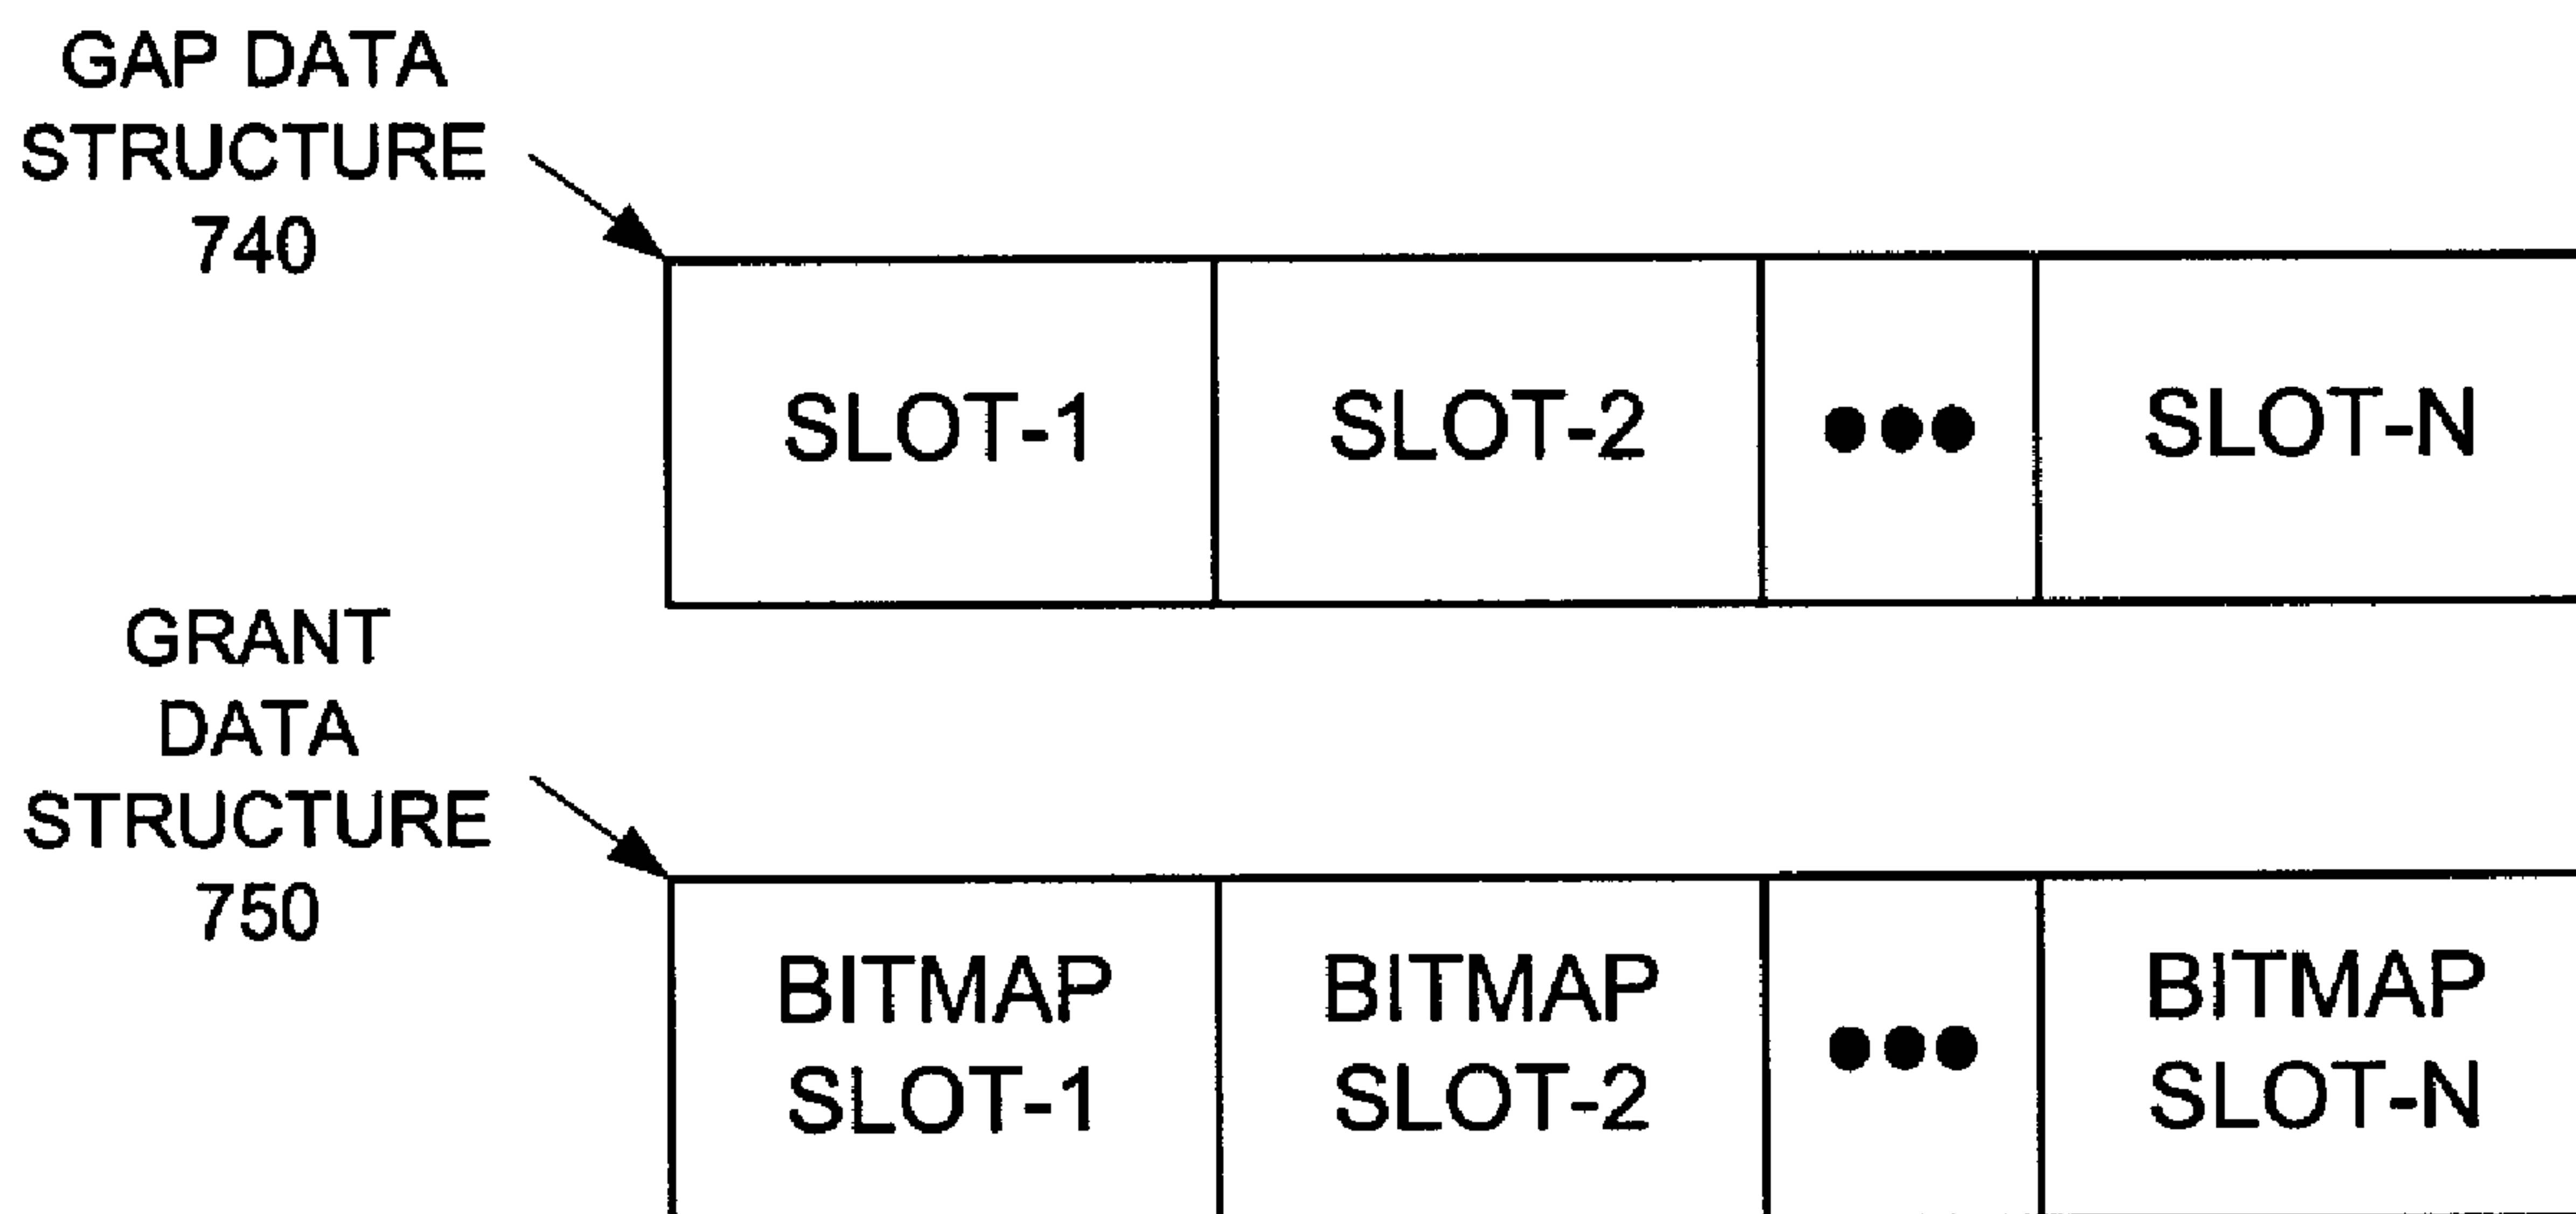 GAP DATA
STRUCTURE
740
SLOT-1
SLOT-2
●●●
SLOT-N
GRANT
DATA
STRUCTURE
750
BITMAP
SLOT-1
BITMAP
SLOT-2
●●●
BITMAP
SLOT-N